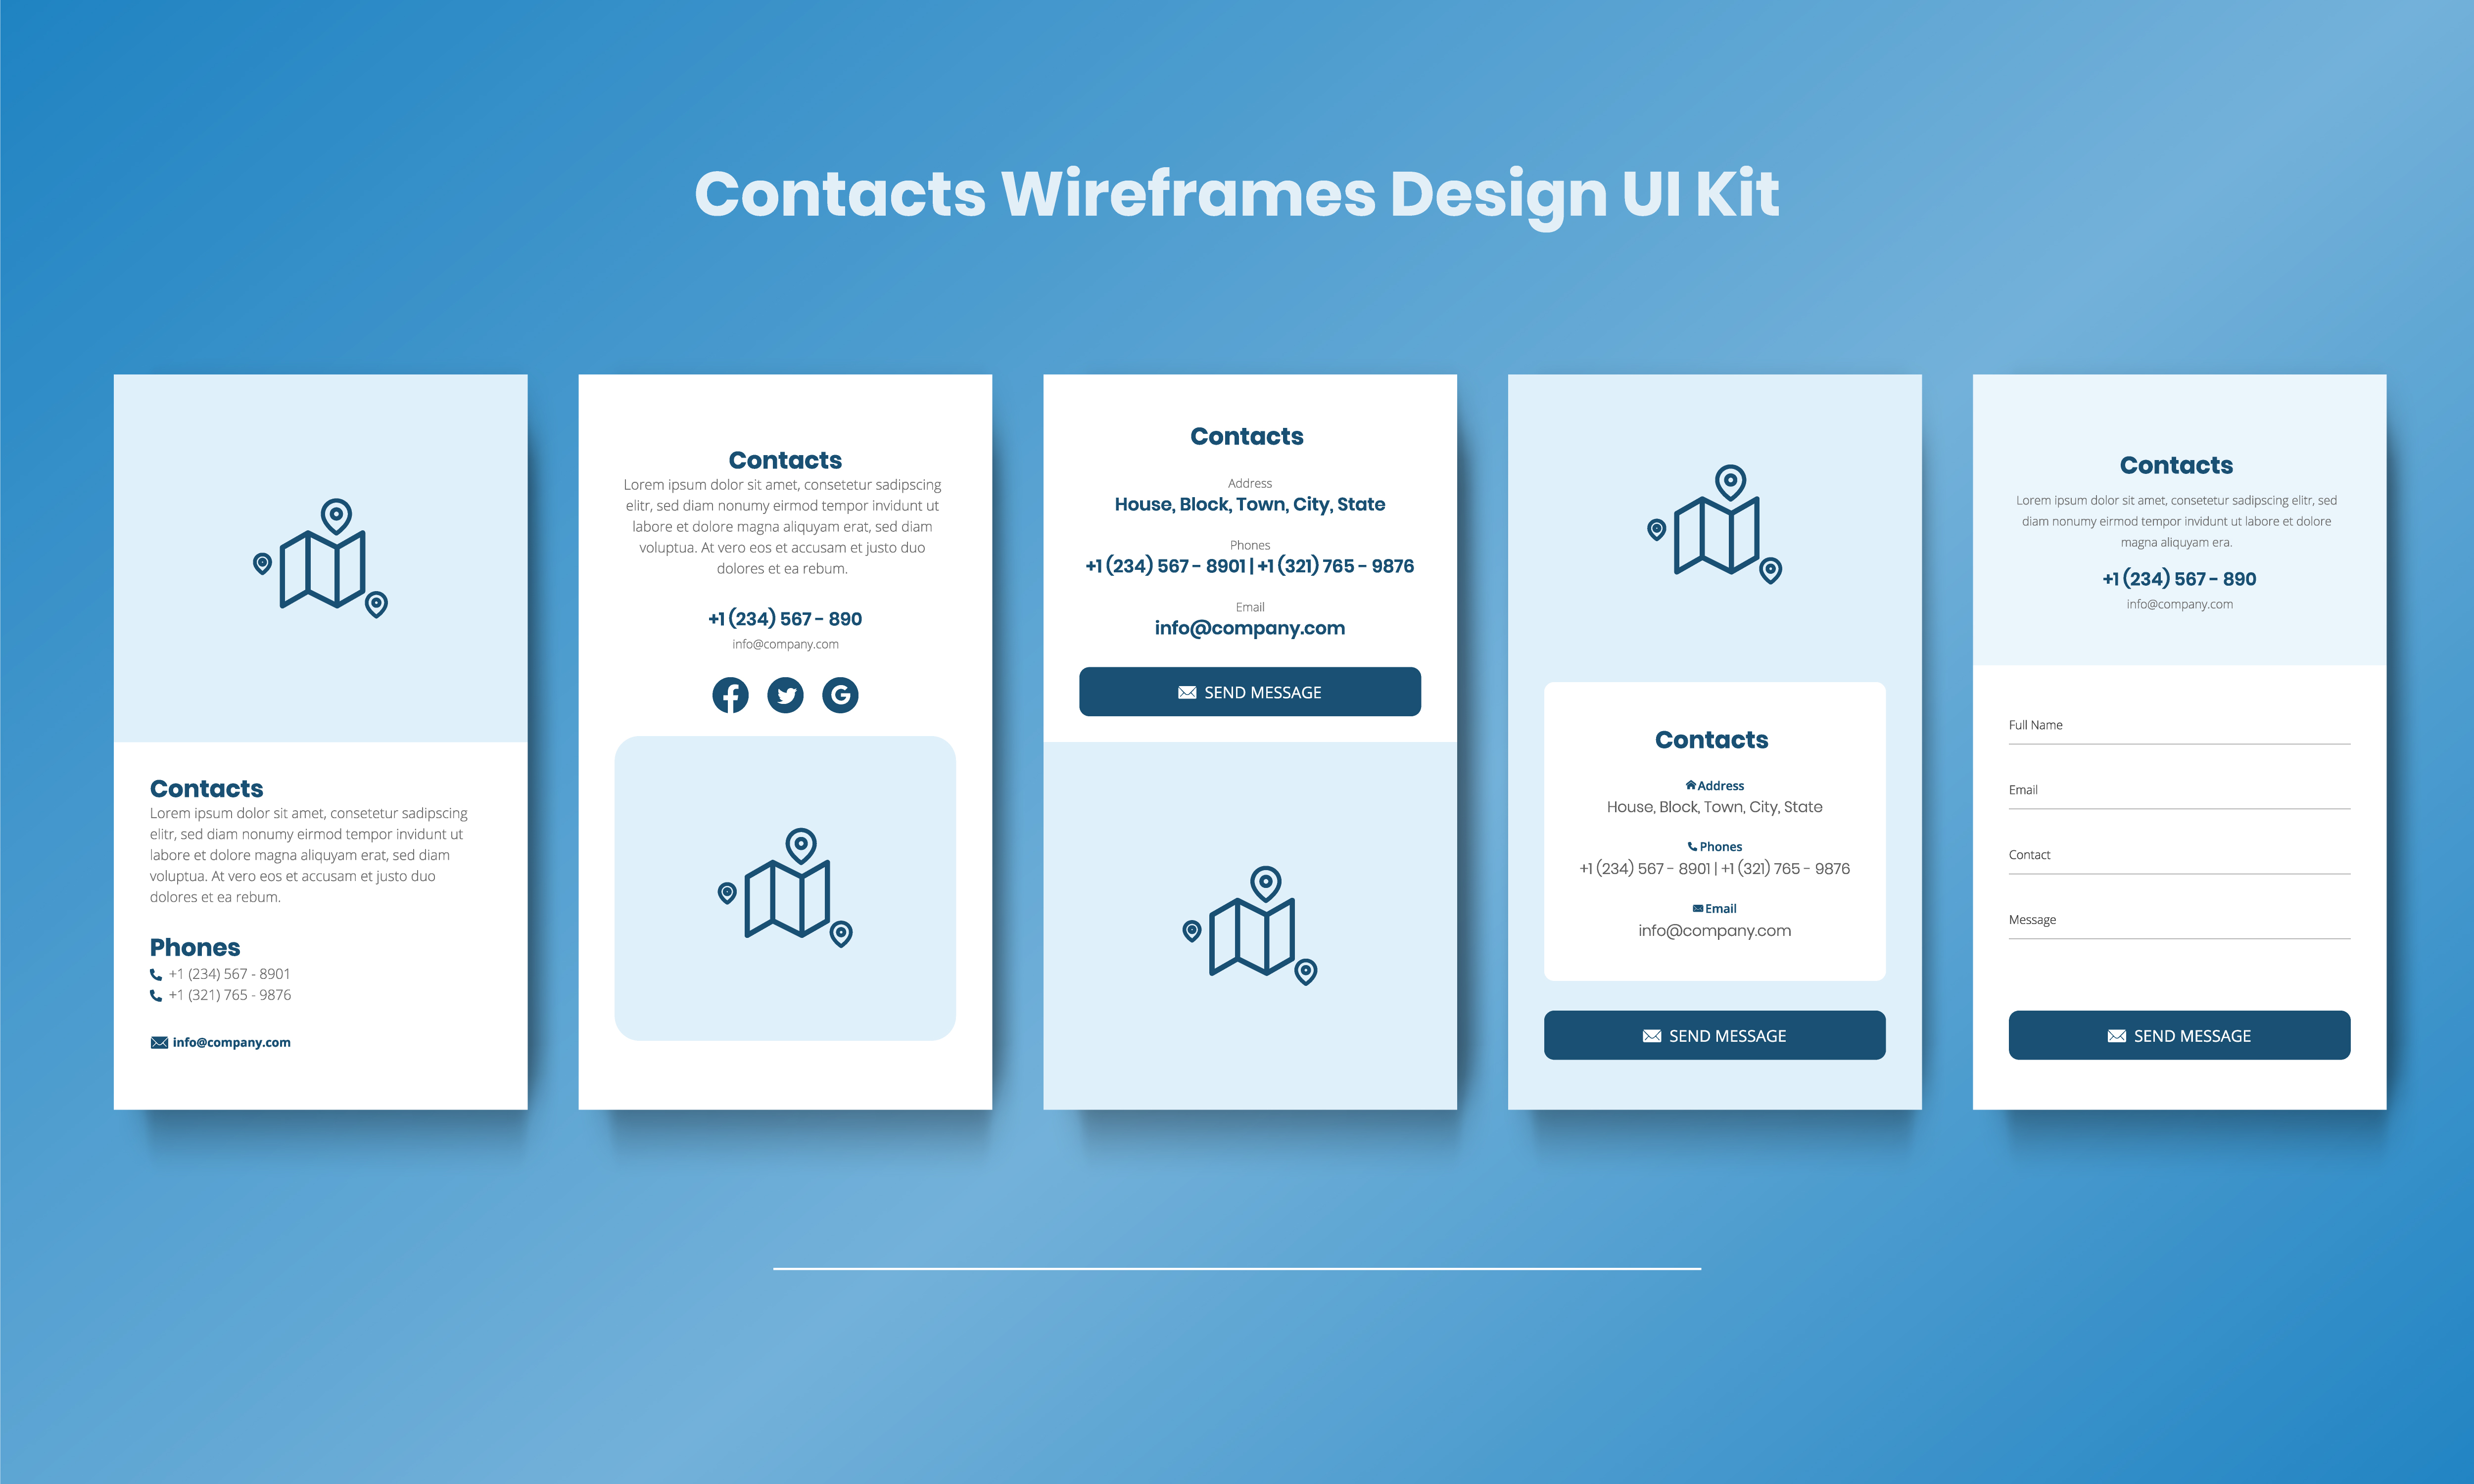 Contacts Wireframes Design UI Kit
Contacts
Lorem ipsum dolor sit amet, consetetur sadipscing
elitr, sed diam nonumy eirmod tempor invidunt ut
labore et dolore magna aliquyam erat, sed diam
voluptua. At vero eos et accusam et justo duo
dolores et ea rebum.
Phones
+1 (234) 567 - 8901
+1 (321) 765 - 9876
info@company.com
Contacts
Lorem ipsum dolor sit amet, consetetur sadipscing
elitr, sed diam nonumy eirmod tempor invidunt ut
labore et dolore magna aliquyam erat, sed diam
voluptua. At vero eos et accusam et justo duo
dolores et ea rebum.
+1 (234) 567 - 890
info@company.com
Contacts
Address
House, Block, Town, City, State
Phones
+1 (234) 567 - 8901 | +1 (321) 765 - 9876
Email
info@company.com
SEND MESSAGE
Contacts
Address
House, Block, Town, City, State
Phones
+1 (234) 567 - 8901 | +1 (321) 765 - 9876
Email
info@company.com
SEND MESSAGE
Contacts
Lorem ipsum dolor sit amet, consetetur sadipscing elitr, sed
diam nonumy eirmod tempor invidunt ut labore et dolore
magna aliquyam era.
+1 (234) 567 - 890
info@company.com
Full Name
Email
Contact
Message
SEND MESSAGE